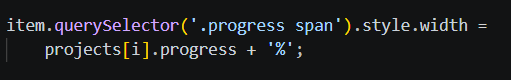 item.querySelector('.progress span').style.width =
    projects[i].progress + '%';